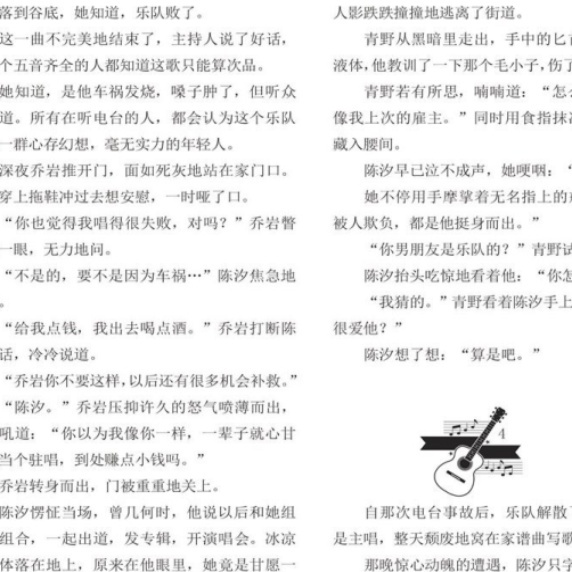 落到谷底，她知道，乐队败了。
这一曲不完美地结束了，主持人说了好话，
个五音齐全的人都知道这歌只能算次品。
她知道，是他车祸发烧，嗓子肿了，但听众
道。所有在听电台的人，都会认为这个乐队
一群心存幻想，毫无实力的年轻人。
深夜乔岩推开门，面如死灰地站在家门口。
穿上拖鞋冲过去想安慰，一时哑了口。
“你也觉得我唱得很失败，对吗？”乔岩瞥
一眼，无力地问。
“不是的，要不是因为车祸…”陈汐焦急地
。
“给我点钱，我出去喝点酒。”乔岩打断陈
话，冷冷说道。
“乔岩你不要这样，以后还有很多机会补救。”
“陈汐。”乔岩压抑许久的怒气喷薄而出，
吼道：“你以为我像你一样，一辈子就心甘
当个驻唱，到处赚点小钱吗。”
乔岩转身而出，门被重重地关上。
陈汐愣怔当场，曾几何时，他说以后和她组
组合，一起出道，发专辑，开演唱会。冰凉
体落在地上，原来在他眼里，她竟是甘愿一
人影跌跌撞撞地逃离了街道。
青野从黑暗里走出，手中的匕
液体，他教训了一下那个毛小子，伤了
青野若有所思，喃喃道：“怎么
像我上次的雇主。”同时用食指抹
藏入腰间。
陈汐早已泣不成声，她哽咽：“
她不停用手摩挲着无名指上的
被人欺负，都是他挺身而出。”
“你男朋友是乐队的？”青野试
陈汐抬头吃惊地看着他：“你怎
“我猜的。”青野看着陈汐手上
很爱他？”
陈汐想了想：“算是吧。”
4
自那次电台事故后，乐队解散
是主唱，整天颓废地窝在家谱曲写歌
那晚惊心动魄的遭遇，陈汐只字